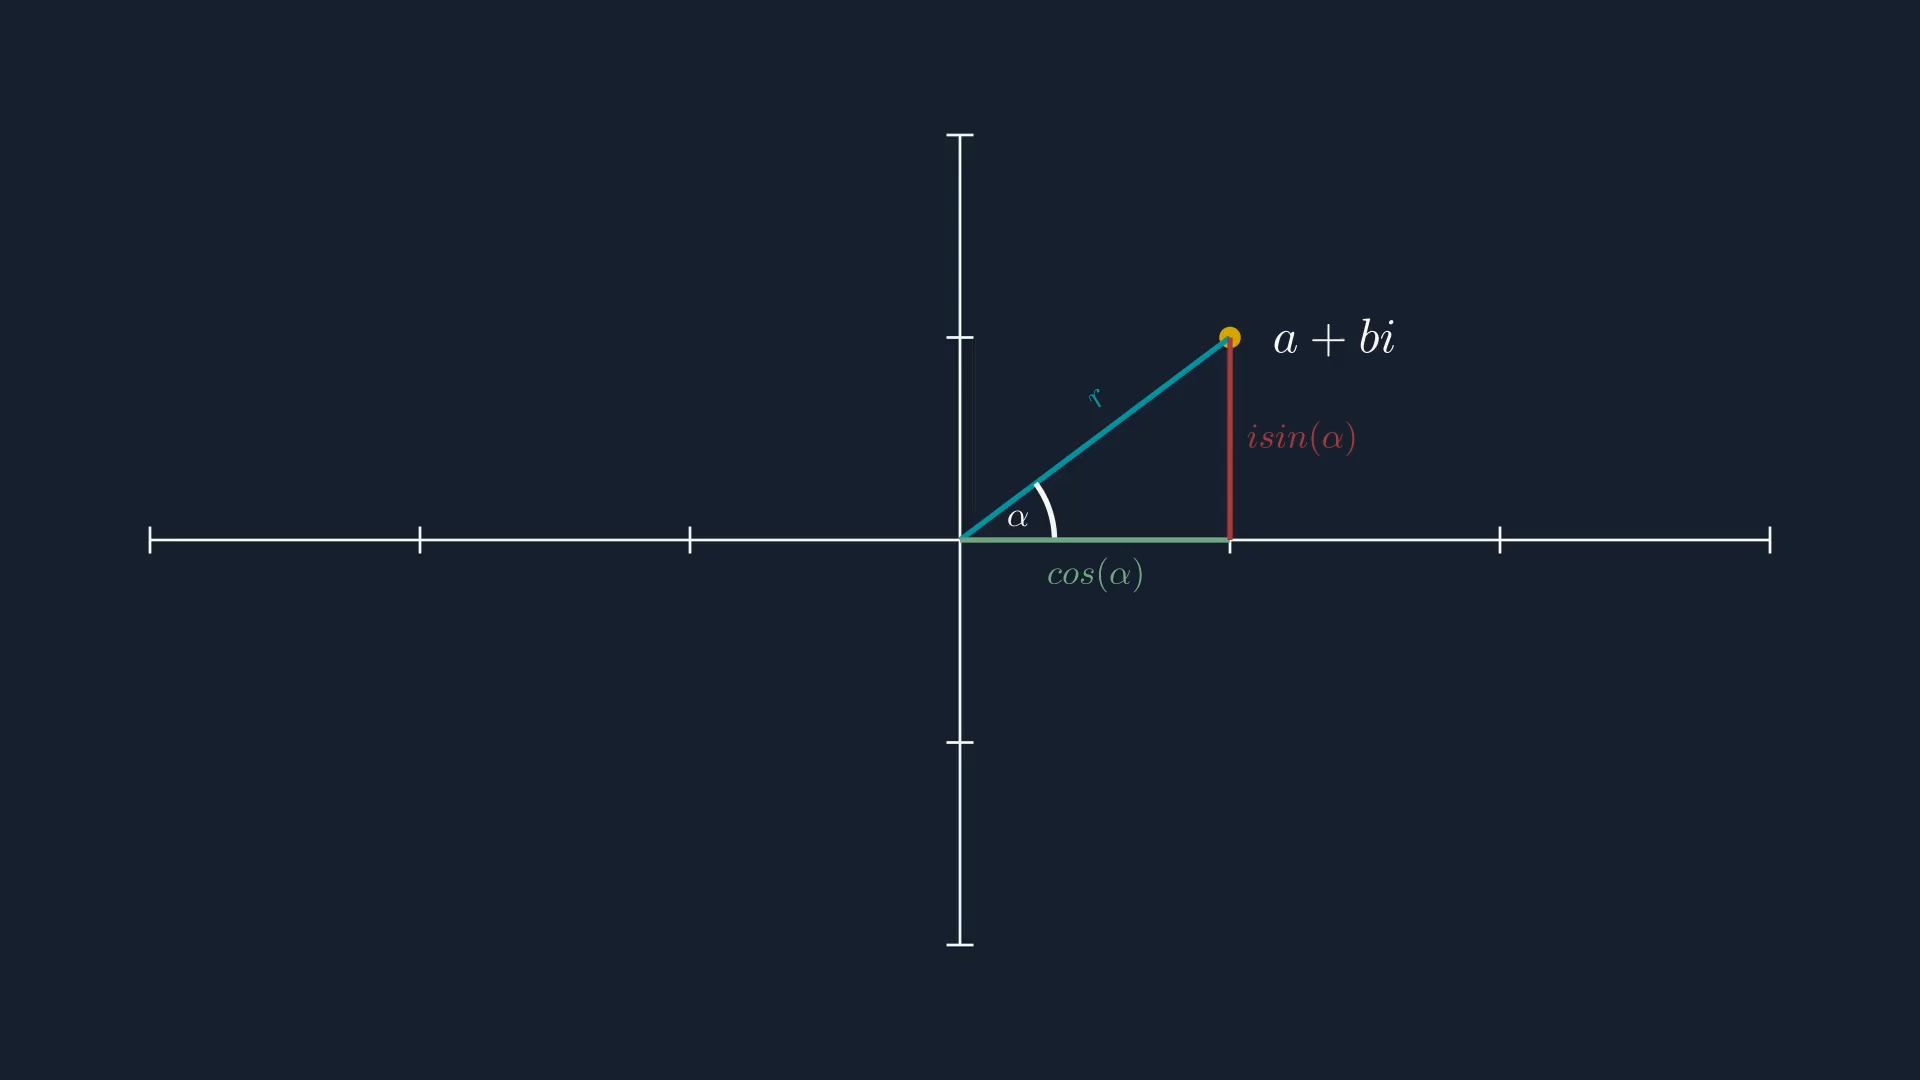 a + bi
r
isin(α)
α
cos(α)